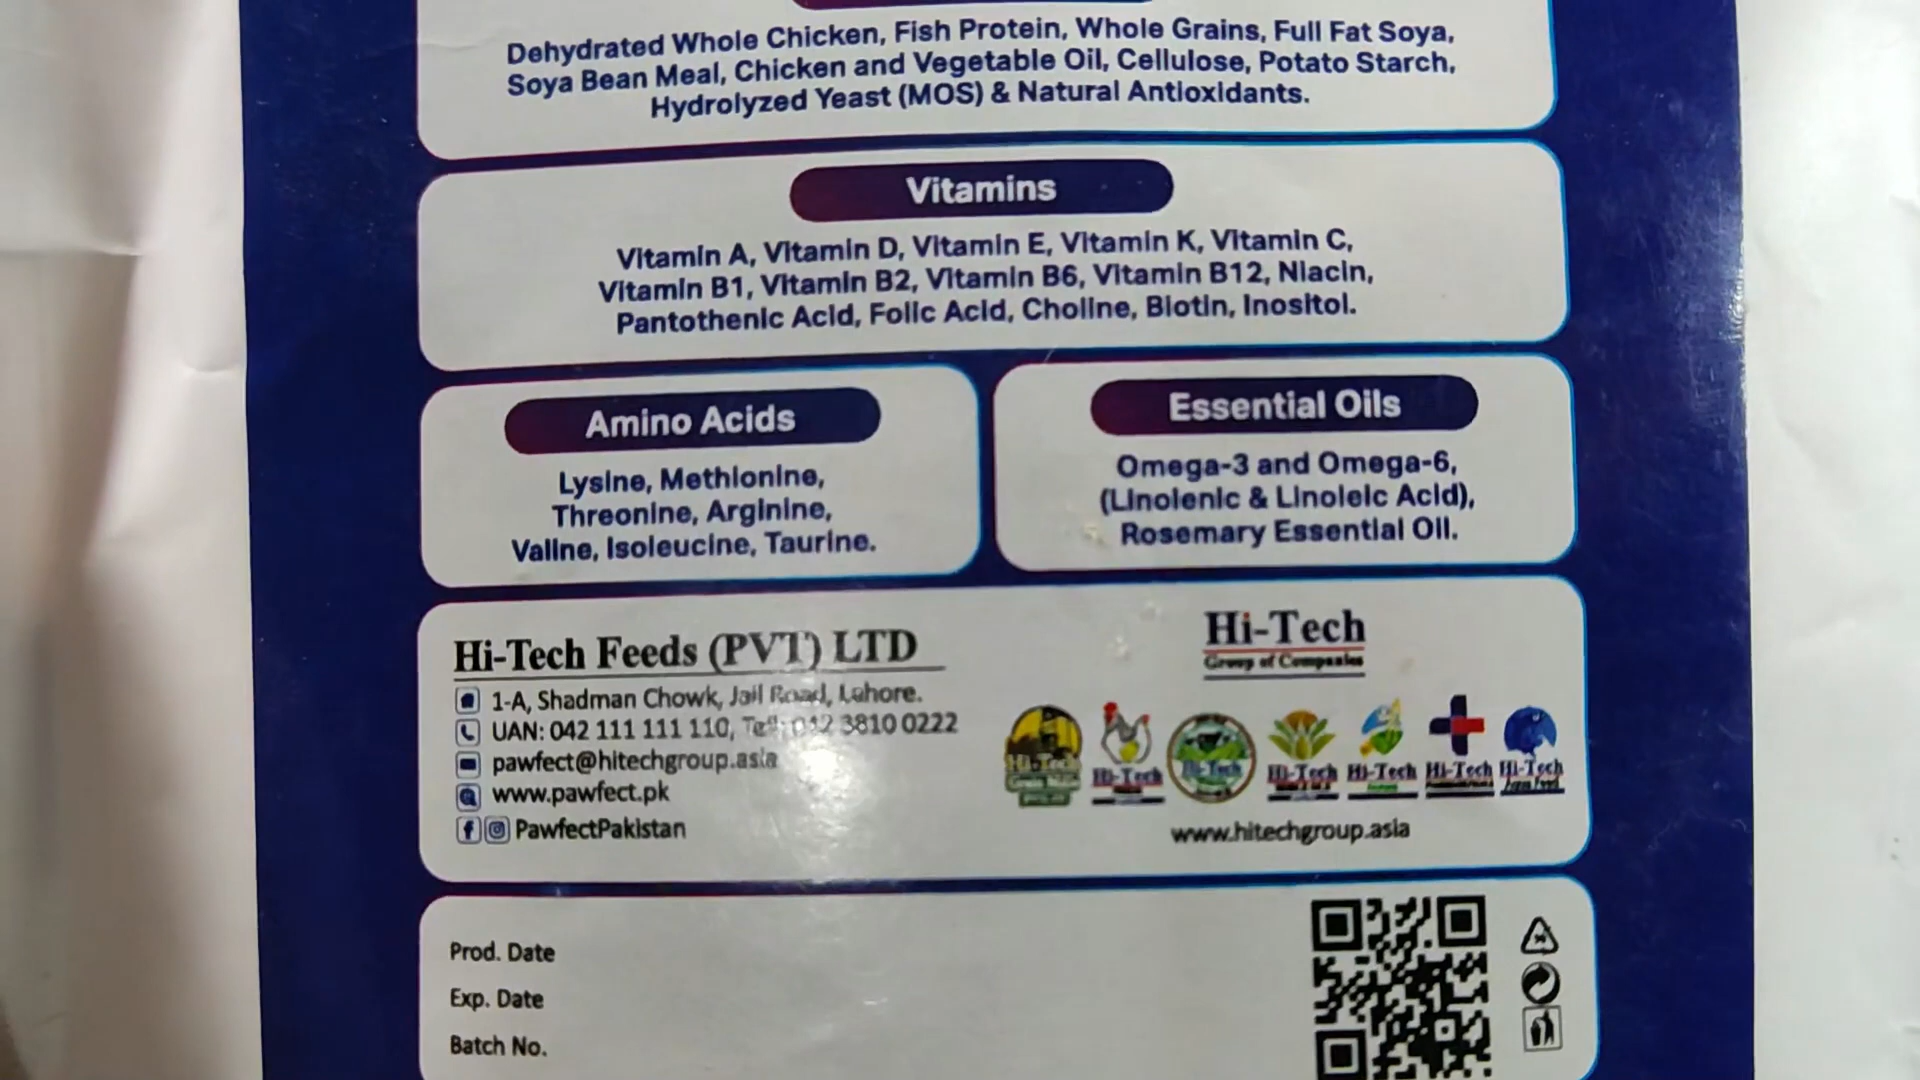 Dehydrated Whole Chicken, Fish Protein, Whole Grains, Full Fat Soya,
Soya Bean Meal, Chicken and Vegetable Oil, Cellulose, Potato Starch,
Hydrolyzed Yeast (MOS) & Natural Antioxidants.
Vitamins
Vitamin A, Vitamin D, Vitamin E, Vitamin K, Vitamin C,
Vitamin B1, Vitamin B2, Vitamin B6, Vitamin B12, Niacin,
Pantothenic Acid, Folic Acid, Choline, Biotin, Inositol.
Amino Acids
Lysine, Methionine,
Threonine, Arginine,
Valine, Isoleucine, Taurine.
Essential Oils
Omega-3 and Omega-6,
(Linolenic & Linoleic Acid),
Rosemary Essential Oil.
Hi-Tech Feeds (PVT) LTD
1-A, Shadman Chowk, Jail Road, Lahore.
UAN: 042 111 111 110, Tell: 042 3810 0222
pawfect@hitechgroup.asia
www.pawfect.pk
PawfectPakistan
Hi-Tech
Group of Companies
Hi-Tech Hi-Tech Hi-Tech Hi-Tech Hi-Tech Hi-Tech Hi-Tech
www.hitechgroup.asia
Prod. Date
Exp. Date
Batch No.